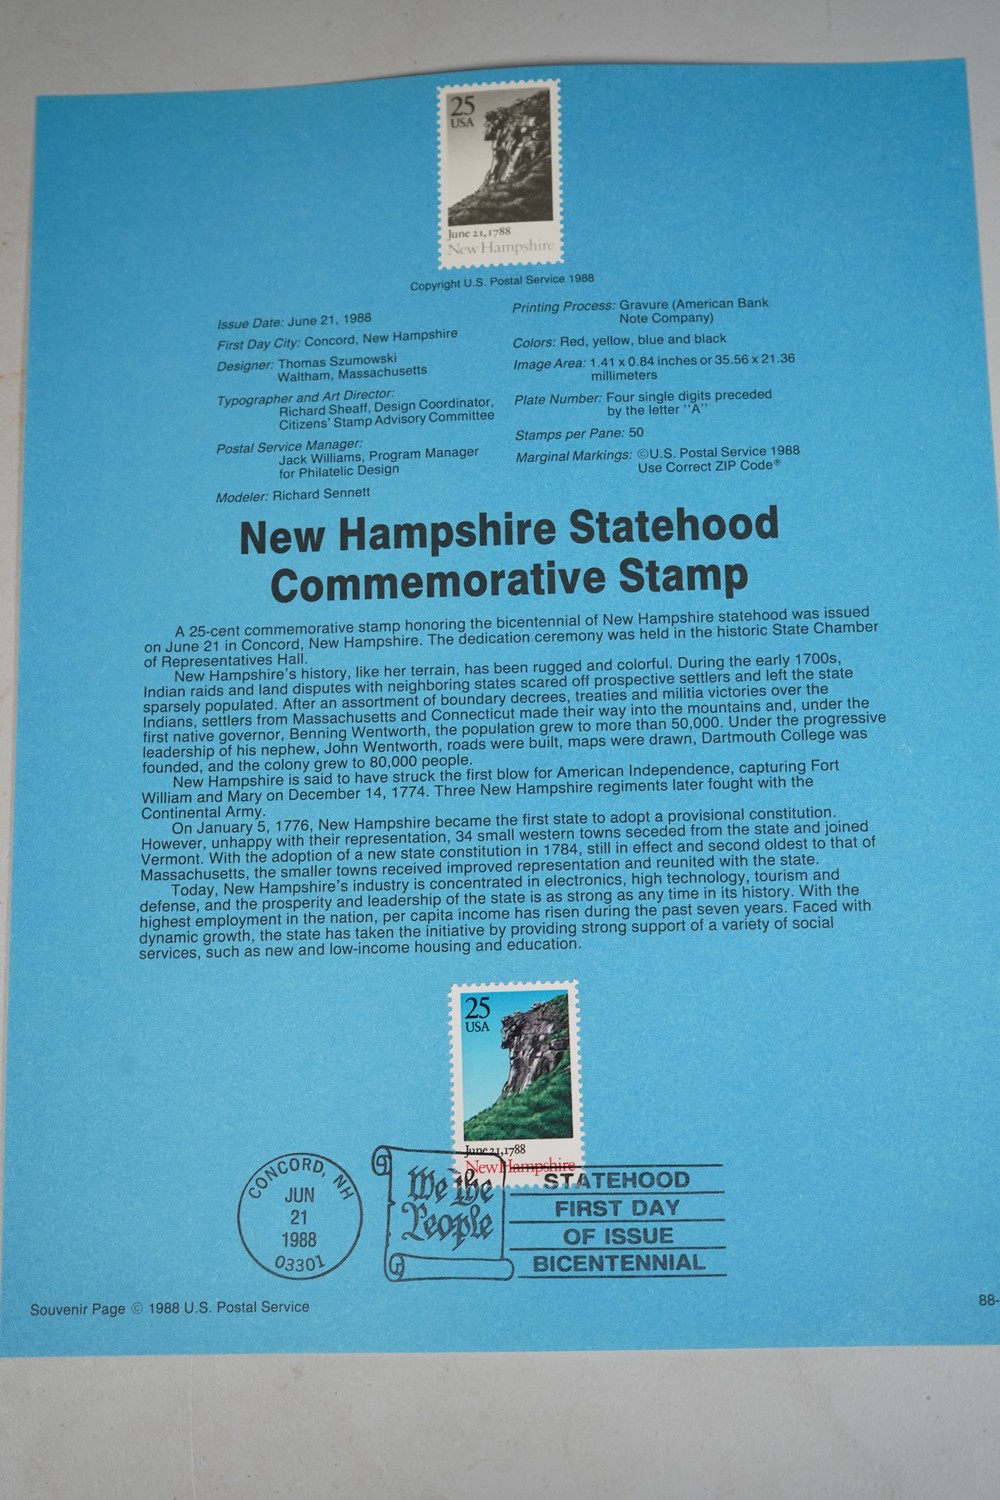 25
USA
June 21, 1788
New Hampshire
Copyright U.S. Postal Service 1988
Issue Date: June 21, 1988
First Day City: Concord, New Hampshire
Designer: Thomas Szumowski
Waltham, Massachusetts
Typographer and Art Director:
Richard Sheaff, Design Coordinator,
Citizens' Stamp Advisory Committee
Postal Service Manager:
Jack Williams, Program Manager
for Philatelic Design
Modeler: Richard Sennett
Printing Process: Gravure (American Bank
Note Company)
Colors: Red, yellow, blue and black
Image Area: 1.41 x 0.84 inches or 35.56 x 21.36
millimeters
Plate Number: Four single digits preceded
by the letter "A"
Stamps per Pane: 50
Marginal Markings: ©U.S. Postal Service 1988
Use Correct ZIP Code®
New Hampshire Statehood
Commemorative Stamp
A 25-cent commemorative stamp honoring the bicentennial of New Hampshire statehood was issued
on June 21 in Concord, New Hampshire. The dedication ceremony was held in the historic State Chamber
of Representatives Hall.
New Hampshire's history, like her terrain, has been rugged and colorful. During the early 1700s,
Indian raids and land disputes with neighboring states scared off prospective settlers and left the state
sparsely populated. After an assortment of boundary decrees, treaties and militia victories over the
Indians, settlers from Massachusetts and Connecticut made their way into the mountains and, under the
first native governor, Benning Wentworth, the population grew to more than 50,000. Under the progressive
leadership of his nephew, John Wentworth, roads were built, maps were drawn, Dartmouth College was
founded, and the colony grew to 80,000 people.
New Hampshire is said to have struck the first blow for American Independence, capturing Fort
William and Mary on December 14, 1774. Three New Hampshire regiments later fought with the
Continental Army.
On January 5, 1776, New Hampshire became the first state to adopt a provisional constitution.
However, unhappy with their representation, 34 small western towns seceded from the state and joined
Vermont. With the adoption of a new state constitution in 1784, still in effect and second oldest to that of
Massachusetts, the smaller towns received improved representation and reunited with the state.
Today, New Hampshire's industry is concentrated in electronics, high technology, tourism and
defense, and the prosperity and leadership of the state is as strong as any time in its history. With the
highest employment in the nation, per capita income has risen during the past seven years. Faced with
dynamic growth, the state has taken the initiative by providing strong support of a variety of social
services, such as new and low-income housing and education.
25
USA
June 21, 1788
New Hampshire
CONCORD, NH
JUN
21
1988
03301
We the
People
STATEHOOD
FIRST DAY
OF ISSUE
BICENTENNIAL
Souvenir Page © 1988 U.S. Postal Service
88-